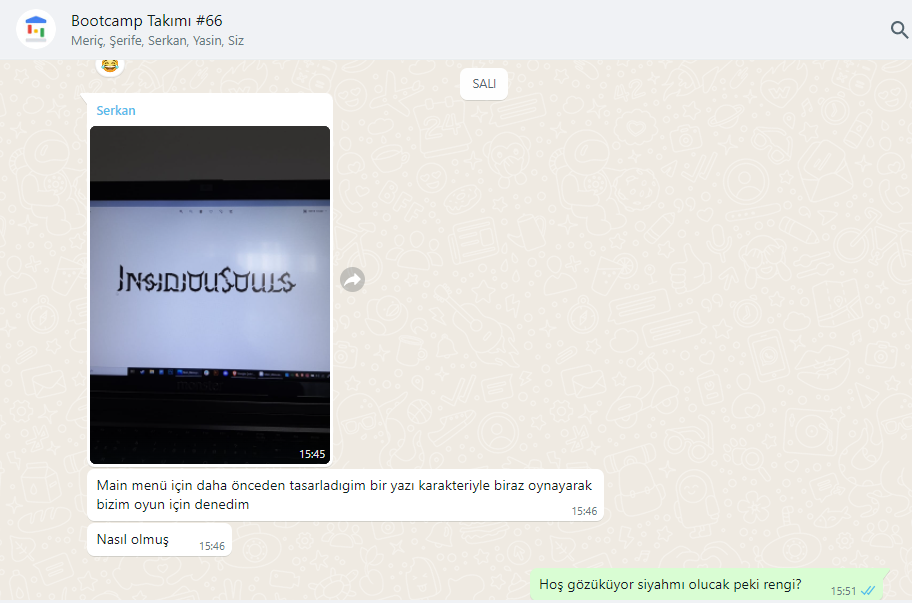 Bootcamp Takımı #66
Meriç, Şerife, Serkan, Yasin, Siz
SALI
Serkan
InsidiouSouls
15:45
Main menü için daha önceden tasarladıgim bir yazı karakteriyle biraz oynayarak
bizim oyun için denedim
15:46
Nasıl olmuş
15:46
Hoş gözüküyor siyahmı olucak peki rengi?
15:51